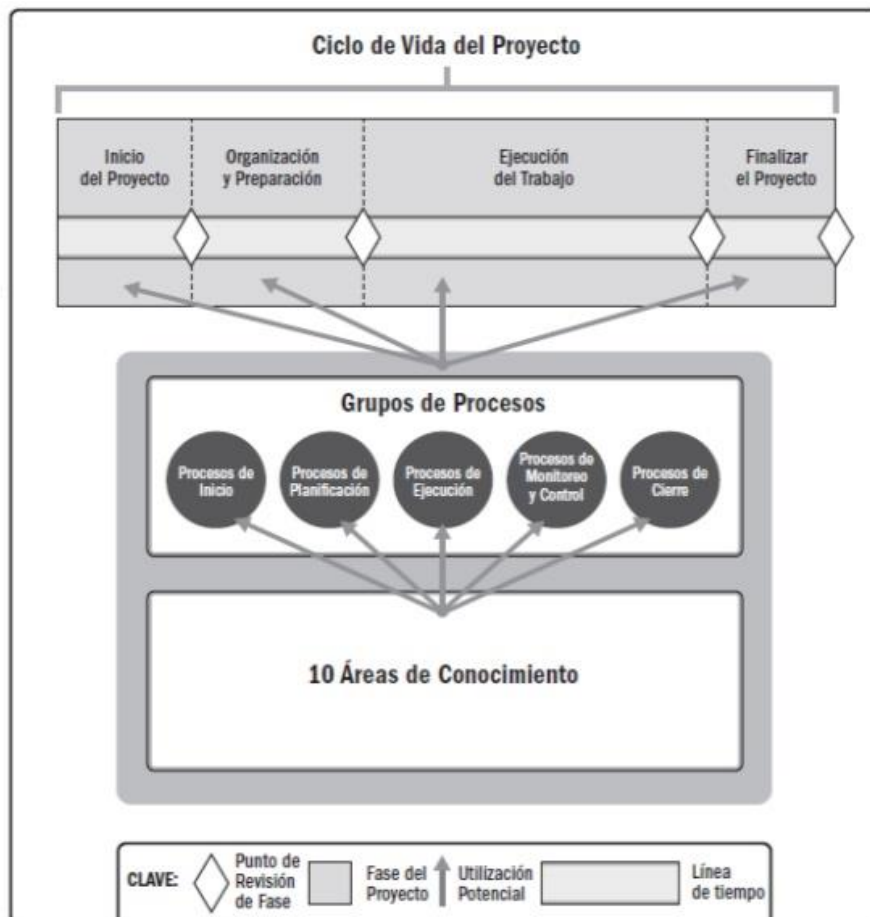 Ciclo de Vida del Proyecto
Inicio
del Proyecto
Organización
y Preparación
Ejecución
del Trabajo
Finalizar
el Proyecto
Grupos de Procesos
Procesos de
Inicio
Procesos de
Planificación
Procesos de
Ejecución
Procesos de
Monitoreo
y Control
Procesos de
Cierre
10 Áreas de Conocimiento
CLAVE:
Punto de
Revisión
de Fase
Fase del
Proyecto
Utilización
Potencial
Línea
de tiempo